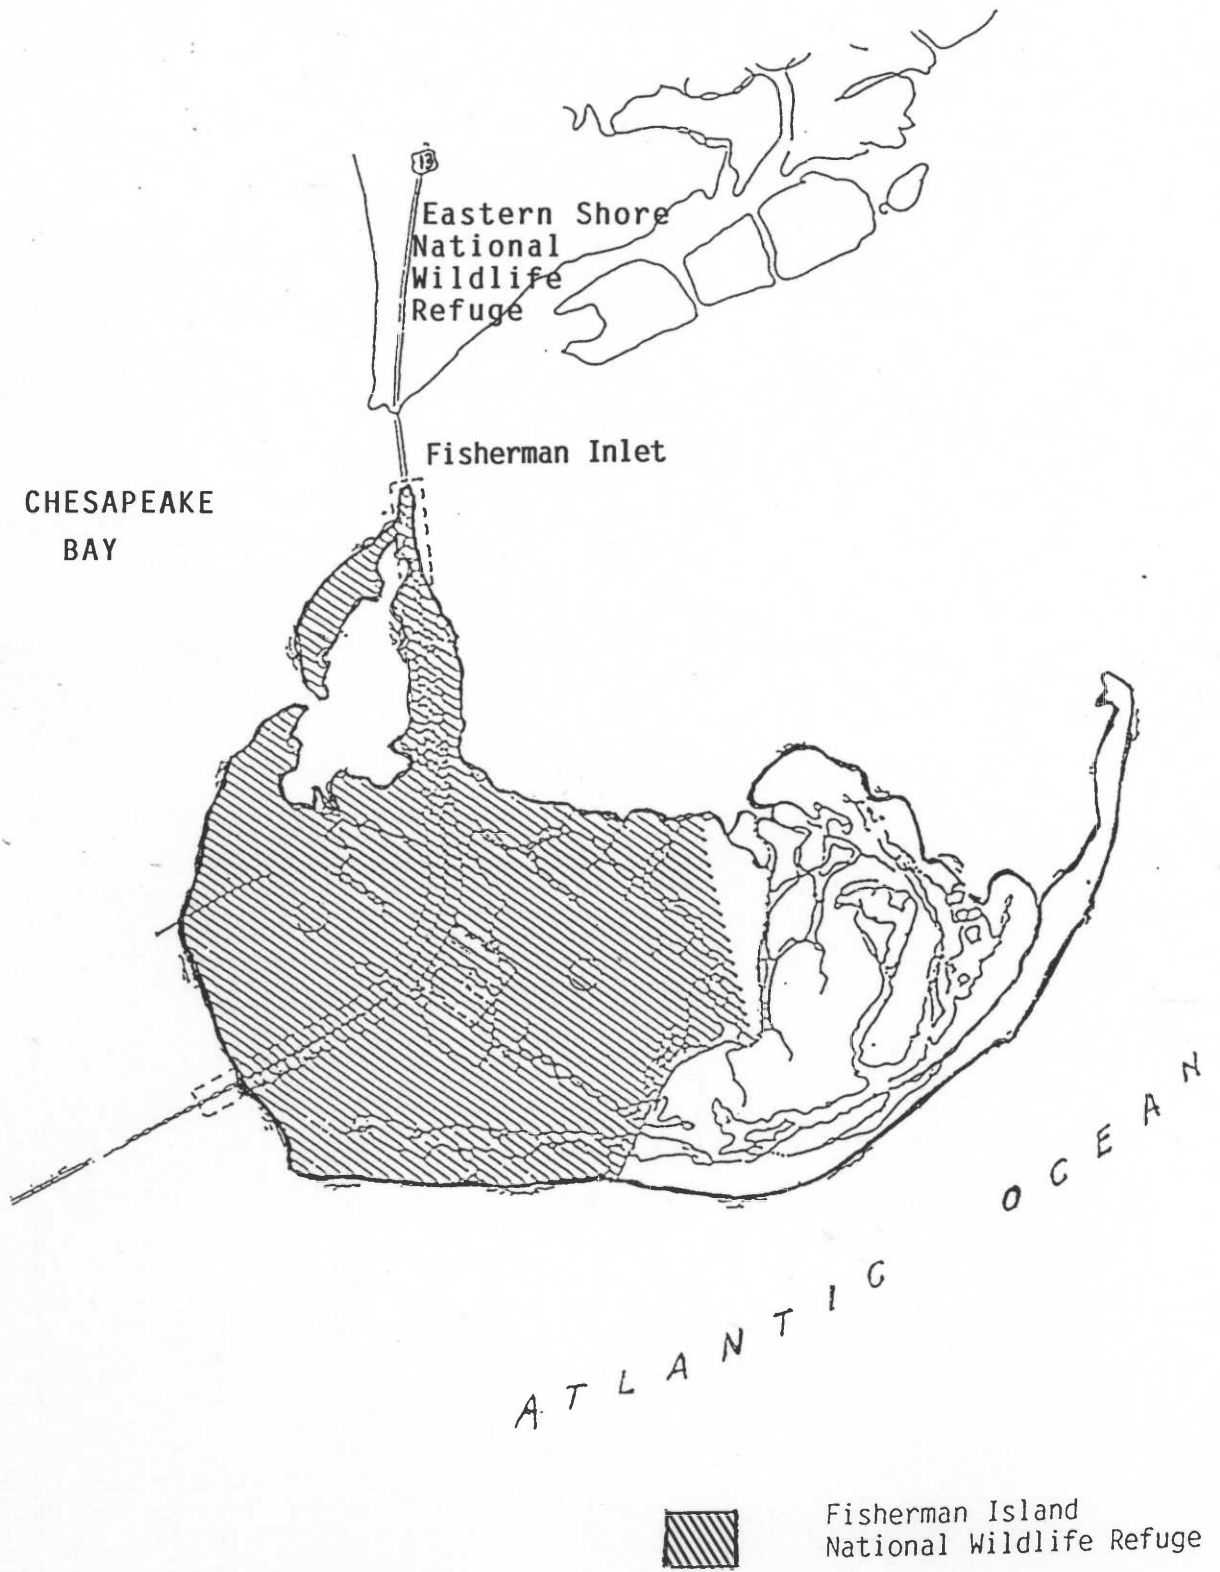 13
Eastern Shore
National
Wildlife
Refuge
Fisherman Inlet
CHESAPEAKE
BAY
ATLANTIC OCEAN
Fisherman Island
National Wildlife Refuge